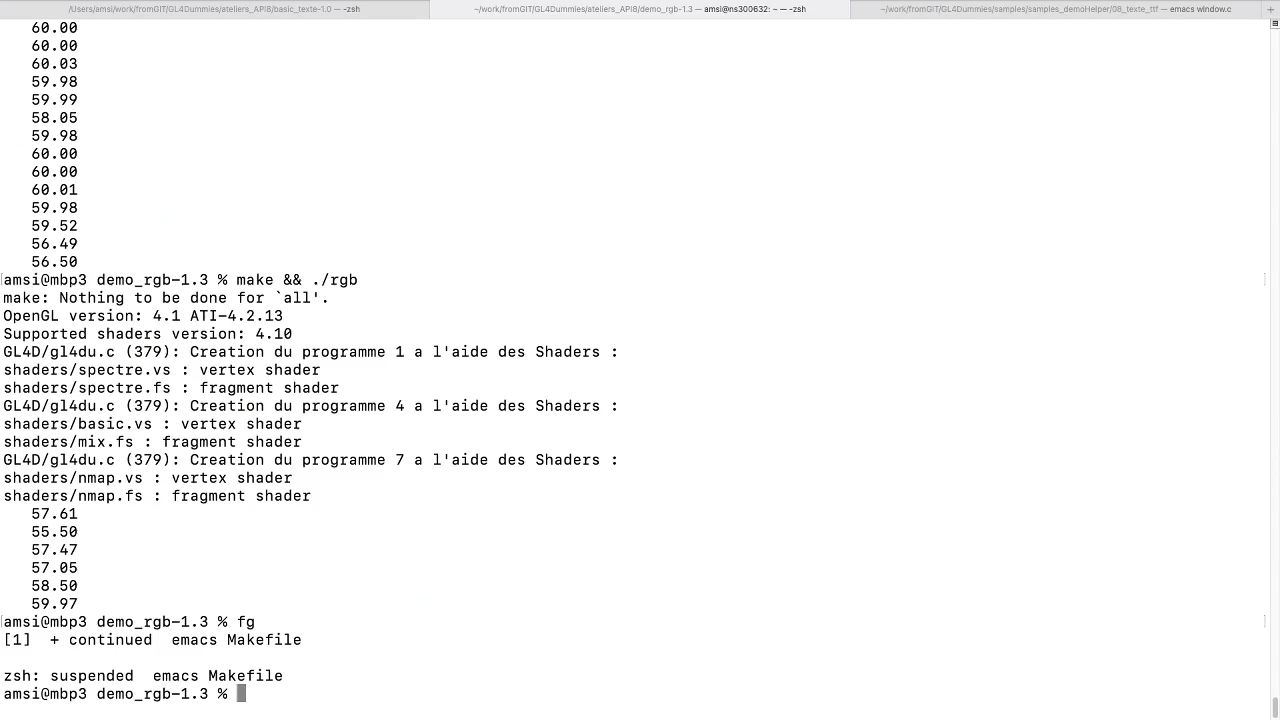 /Users/amsi/work/fromGIT/GL4Dummies/ateliers_API8/basic_texte-1.0 — -zsh
~/work/fromGIT/GL4Dummies/ateliers_API8/demo_rgb-1.3 — amsi@ns300632: ~ — -zsh
~/work/fromGIT/GL4Dummies/samples/samples_demoHelper/08_texte_ttf — emacs window.c
+
60.00
60.00
60.03
59.98
59.99
58.05
59.98
60.00
60.00
60.01
59.98
59.52
56.49
56.50
amsi@mbp3 demo_rgb-1.3 % make && ./rgb
make: Nothing to be done for `all'.
OpenGL version: 4.1 ATI-4.2.13
Supported shaders version: 4.10
GL4D/gl4du.c (379): Creation du programme 1 a l'aide des Shaders :
shaders/spectre.vs : vertex shader
shaders/spectre.fs : fragment shader
GL4D/gl4du.c (379): Creation du programme 4 a l'aide des Shaders :
shaders/basic.vs : vertex shader
shaders/mix.fs : fragment shader
GL4D/gl4du.c (379): Creation du programme 7 a l'aide des Shaders :
shaders/nmap.vs : vertex shader
shaders/nmap.fs : fragment shader
57.61
55.50
57.47
57.05
58.50
59.97
amsi@mbp3 demo_rgb-1.3 % fg
[1]  + continued  emacs Makefile
zsh: suspended  emacs Makefile
amsi@mbp3 demo_rgb-1.3 %